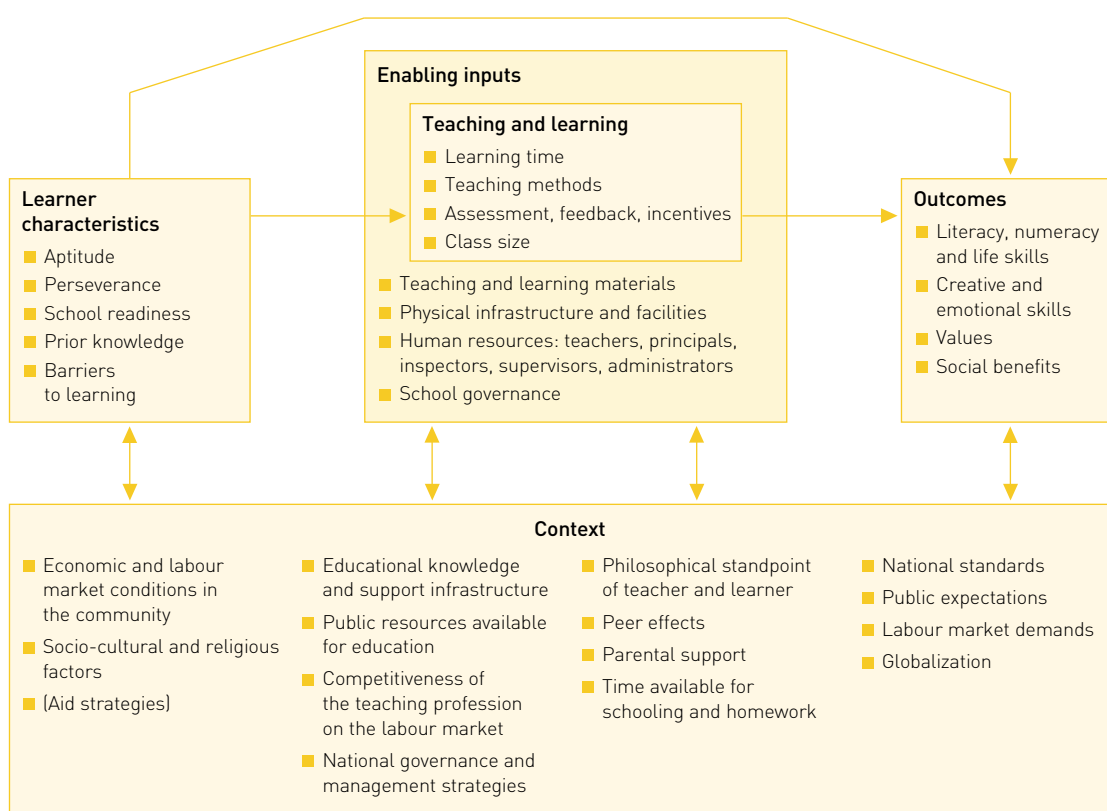 Enabling inputs
Teaching and learning
Learning time
Teaching methods
Assessment, feedback, incentives
Class size
Teaching and learning materials
Physical infrastructure and facilities
Human resources: teachers, principals,
inspectors, supervisors, administrators
School governance
Learner
characteristics
Aptitude
Perseverance
School readiness
Prior knowledge
Barriers
to learning
Outcomes
Literacy, numeracy
and life skills
Creative and
emotional skills
Values
Social benefits
Context
Economic and labour
market conditions in
the community
Socio-cultural and religious
factors
(Aid strategies)
Educational knowledge
and support infrastructure
Public resources available
for education
Competitiveness of
the teaching profession
on the labour market
National governance and
management strategies
Philosophical standpoint
of teacher and learner
Peer effects
Parental support
Time available for
schooling and homework
National standards
Public expectations
Labour market demands
Globalization